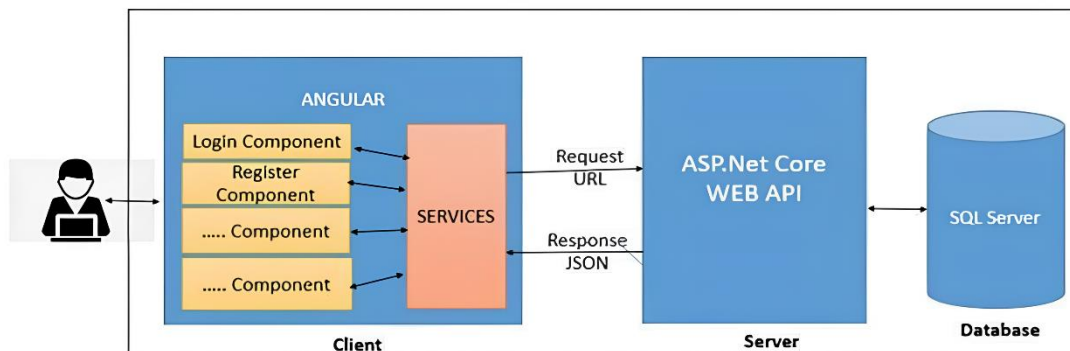 ANGULAR
Login Component
Register
Component
..... Component
..... Component
SERVICES
Request
URL
Response
JSON
ASP.Net Core
WEB API
SQL Server
Client
Server
Database